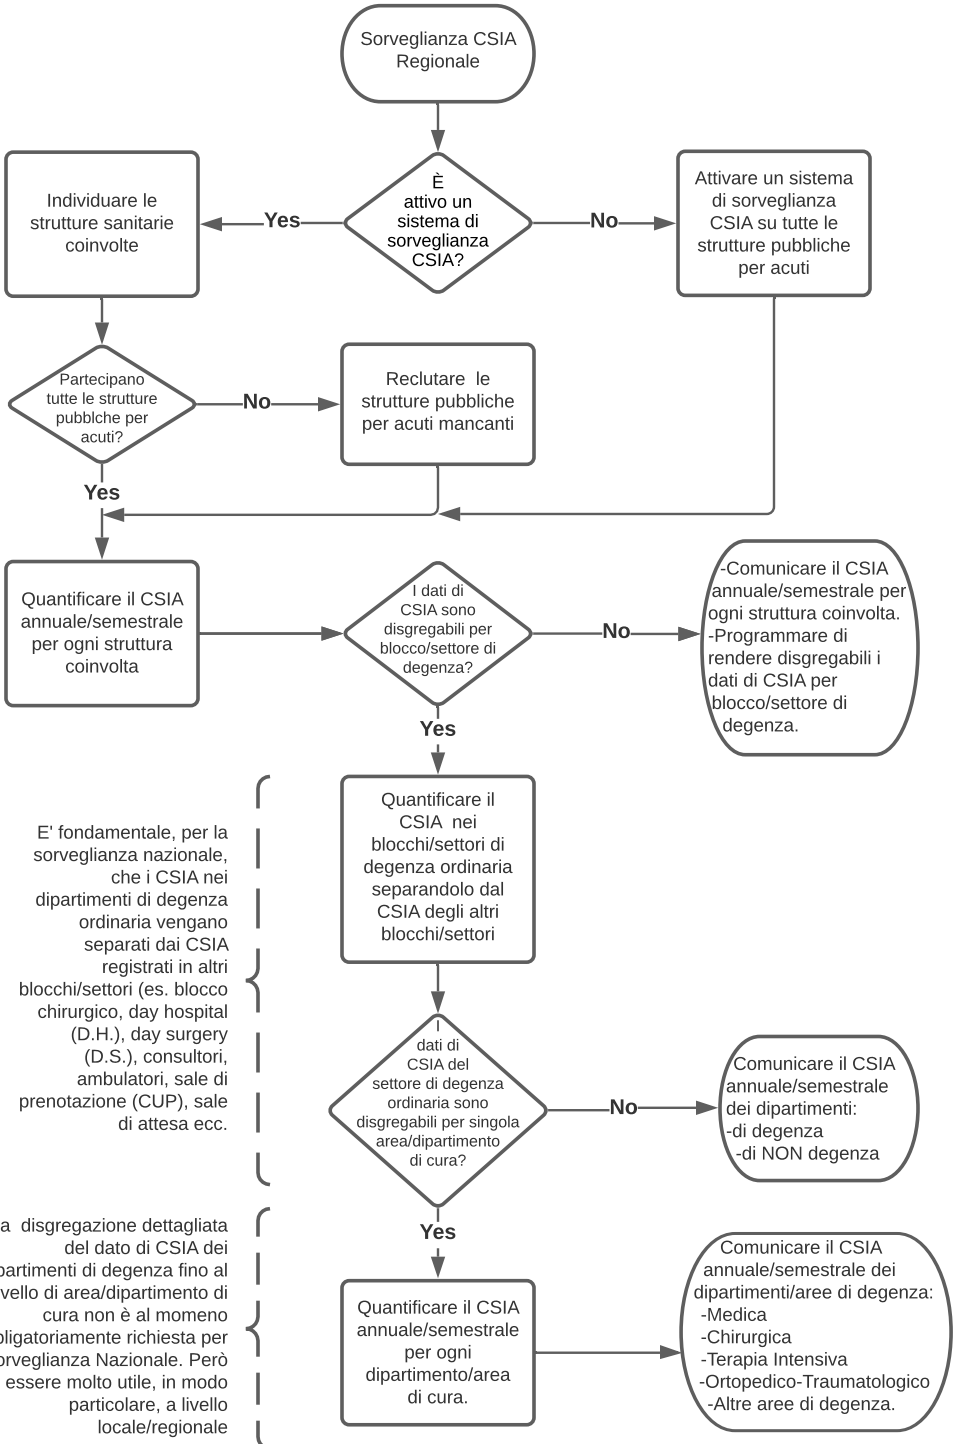 Sorveglianza CSIA
Regionale
È
attivo un
sistema di
sorveglianza
CSIA?
Yes
No
Individuare le
strutture sanitarie
coinvolte
Attivare un sistema
di sorveglianza
CSIA su tutte le
strutture pubbliche
per acuti
Partecipano
tutte le strutture
pubblche per
acuti?
No
Reclutare  le
strutture pubbliche
per acuti mancanti
Yes
Quantificare il CSIA
annuale/semestrale
per ogni struttura
coinvolta
I dati di
CSIA sono
disgregabili per
blocco/settore di
degenza?
No
-Comunicare il CSIA
annuale/semestrale per
ogni struttura coinvolta.
-Programmare di
rendere disgregabili i
dati di CSIA per
blocco/settore di
degenza.
Yes
Quantificare il
CSIA  nei
blocchi/settori di
degenza ordinaria
separandolo dal
CSIA degli altri
blocchi/settori
E' fondamentale, per la
sorveglianza nazionale,
che i CSIA nei
dipartimenti di degenza
ordinaria vengano
separati dai CSIA
registrati in altri
blocchi/settori (es. blocco
chirurgico, day hospital
(D.H.), day surgery
(D.S.), consultori,
ambulatori, sale di
prenotazione (CUP), sale
di attesa ecc.
I
dati di
CSIA del
settore di degenza
ordinaria sono
disgregabili per singola
area/dipartimento
di cura?
No
Comunicare il CSIA
annuale/semestrale
dei dipartimenti:
-di degenza
-di NON degenza
Yes
a  disgregazione dettagliata
del dato di CSIA dei
partimenti di degenza fino al
vello di area/dipartimento di
cura non è al momeno
bligatoriamente richiesta per
orveglianza Nazionale. Però
essere molto utile, in modo
particolare, a livello
locale/regionale
Quantificare il CSIA
annuale/semestrale
per ogni
dipartimento/area
di cura.
Comunicare il CSIA
annuale/semestrale dei
dipartimenti/aree di degenza:
-Medica
-Chirurgica
-Terapia Intensiva
-Ortopedico-Traumatologico
-Altre aree di degenza.